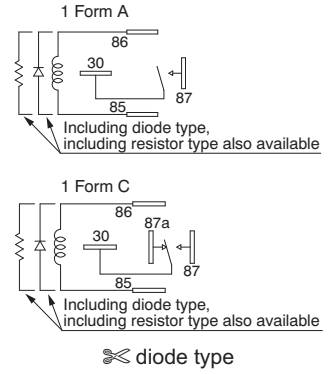 1 Form A
86
30
87
85
Including diode type,
including resistor type also available
1 Form C
86
87a
30
87
85
Including diode type,
including resistor type also available
✄ diode type